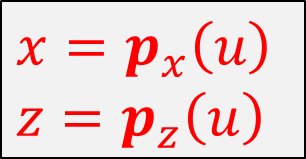 x = p_x(u)
z = p_z(u)